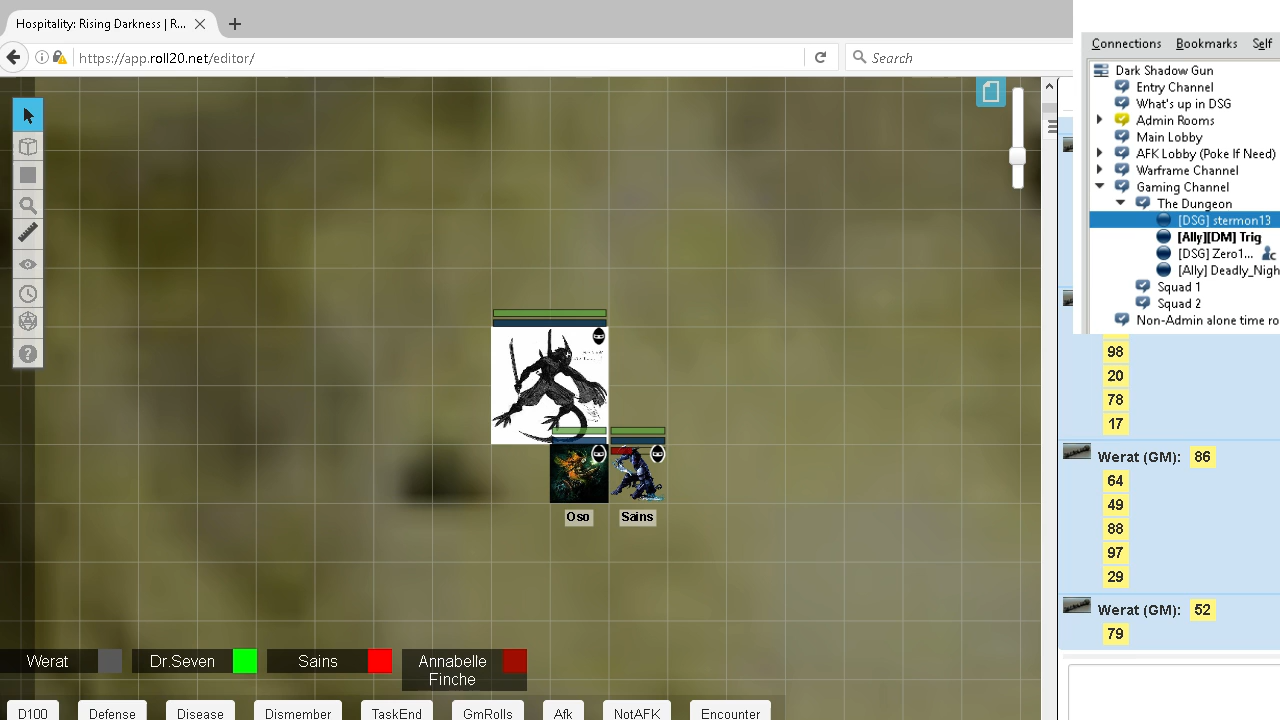 Hospitality: Rising Darkness | R...
https://app.roll20.net/editor/
Search
Connections Bookmarks Self
Dark Shadow Gun
Entry Channel
What's up in DSG
Admin Rooms
Main Lobby
AFK Lobby (Poke If Need)
Warframe Channel
Gaming Channel
The Dungeon
[DSG] stermon13
[Ally][DM] Trig
[DSG] Zero1...
[Ally] Deadly_Nigh
Squad 1
Squad 2
Non-Admin alone time ro
98
20
78
17
Werat (GM): 86
64
49
88
97
29
Werat (GM): 52
79
Oso Sains
Werat Dr.Seven Sains Annabelle
Finche
D100 Defense Disease Dismember TaskEnd GmRolls Afk NotAFK Encounter